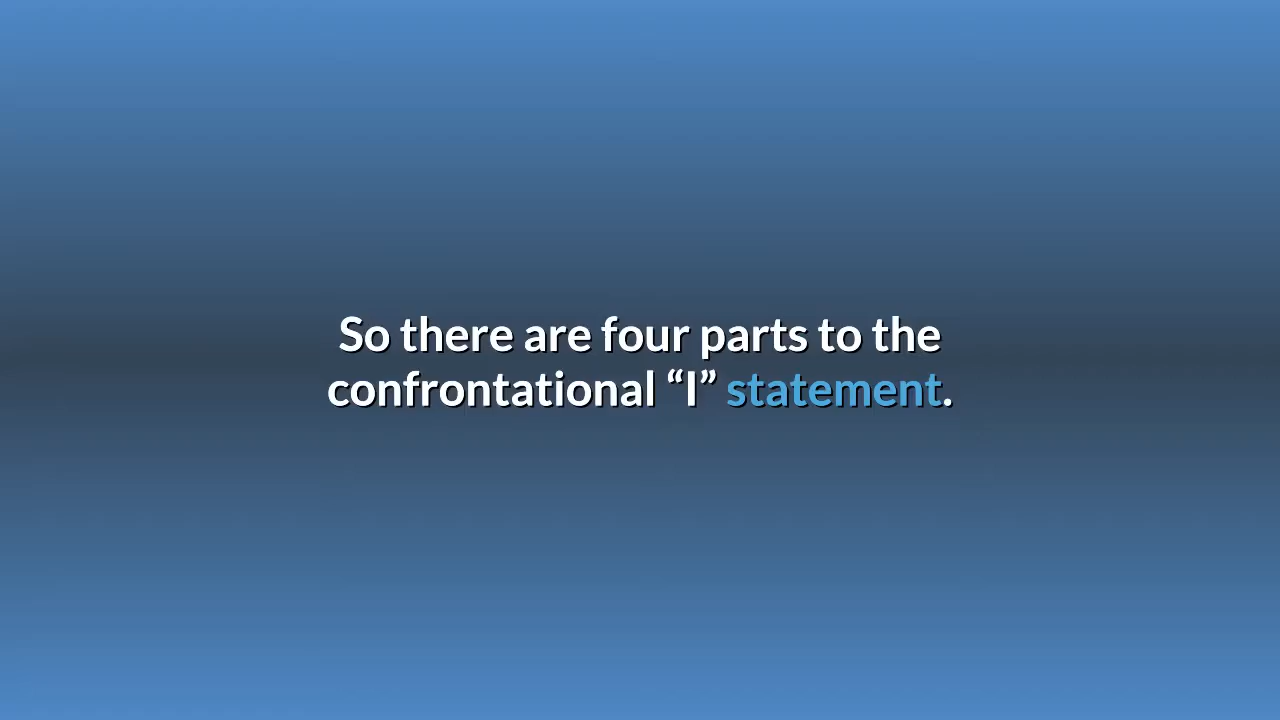 So there are four parts to the
confrontational “I” statement.